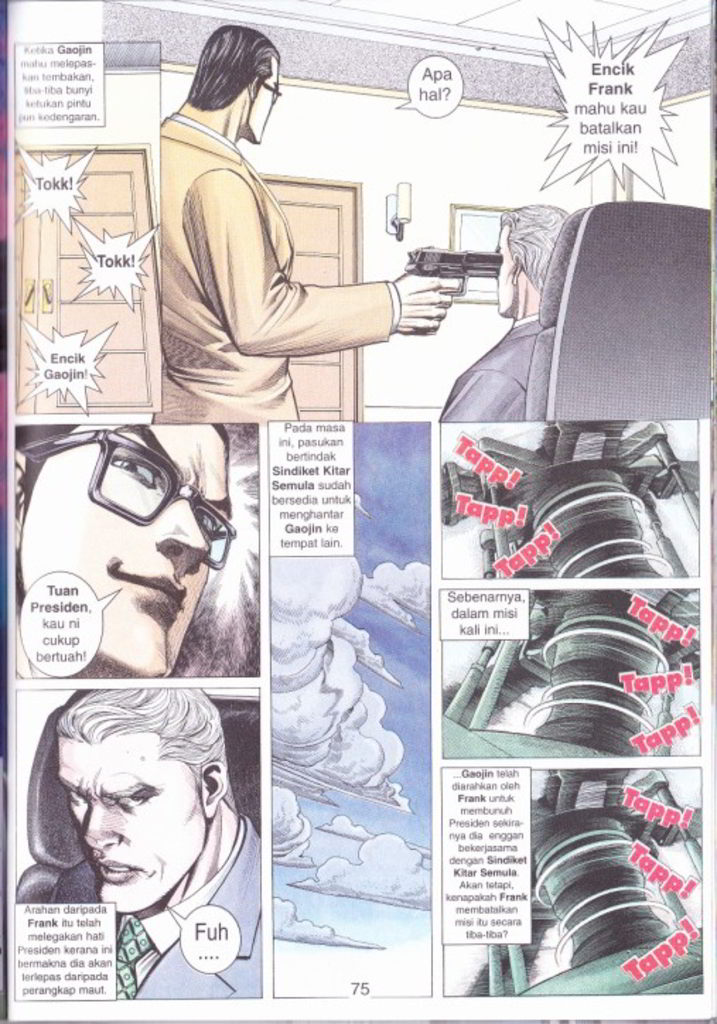 Ketika Gaojin
mahu melepas-
kan tembakan,
tiba-tiba bunyi
ketukan pintu
pun kedengaran.
Tokk!
Tokk!
Encik
Gaojin!
Apa
hal?
Encik
Frank
mahu kau
batalkan
misi ini!
Tuan
Presiden,
kau ni
cukup
bertuah!
Arahan daripada
Frank itu telah
melegakan hati
Presiden kerana ini
bermakna dia akan
terlepas daripada
perangkap maut.
Fuh
....
Pada masa
ini, pasukan
bertindak
Sindiket Kitar
Semula sudah
bersedia untuk
menghantar
Gaojin ke
tempat lain.
Tapp!
Tapp!
Tapp!
Sebenarnya,
dalam misi
kali ini...
Tapp!
Tapp!
Tapp!
...Gaojin telah
diarahkan oleh
Frank untuk
membunuh
Presiden sekira-
nya dia enggan
bekerjasama
dengan Sindiket
Kitar Semula.
Akan tetapi,
kenapakah Frank
membatalkan
misi itu secara
tiba-tiba?
Tapp!
Tapp!
Tapp!
75